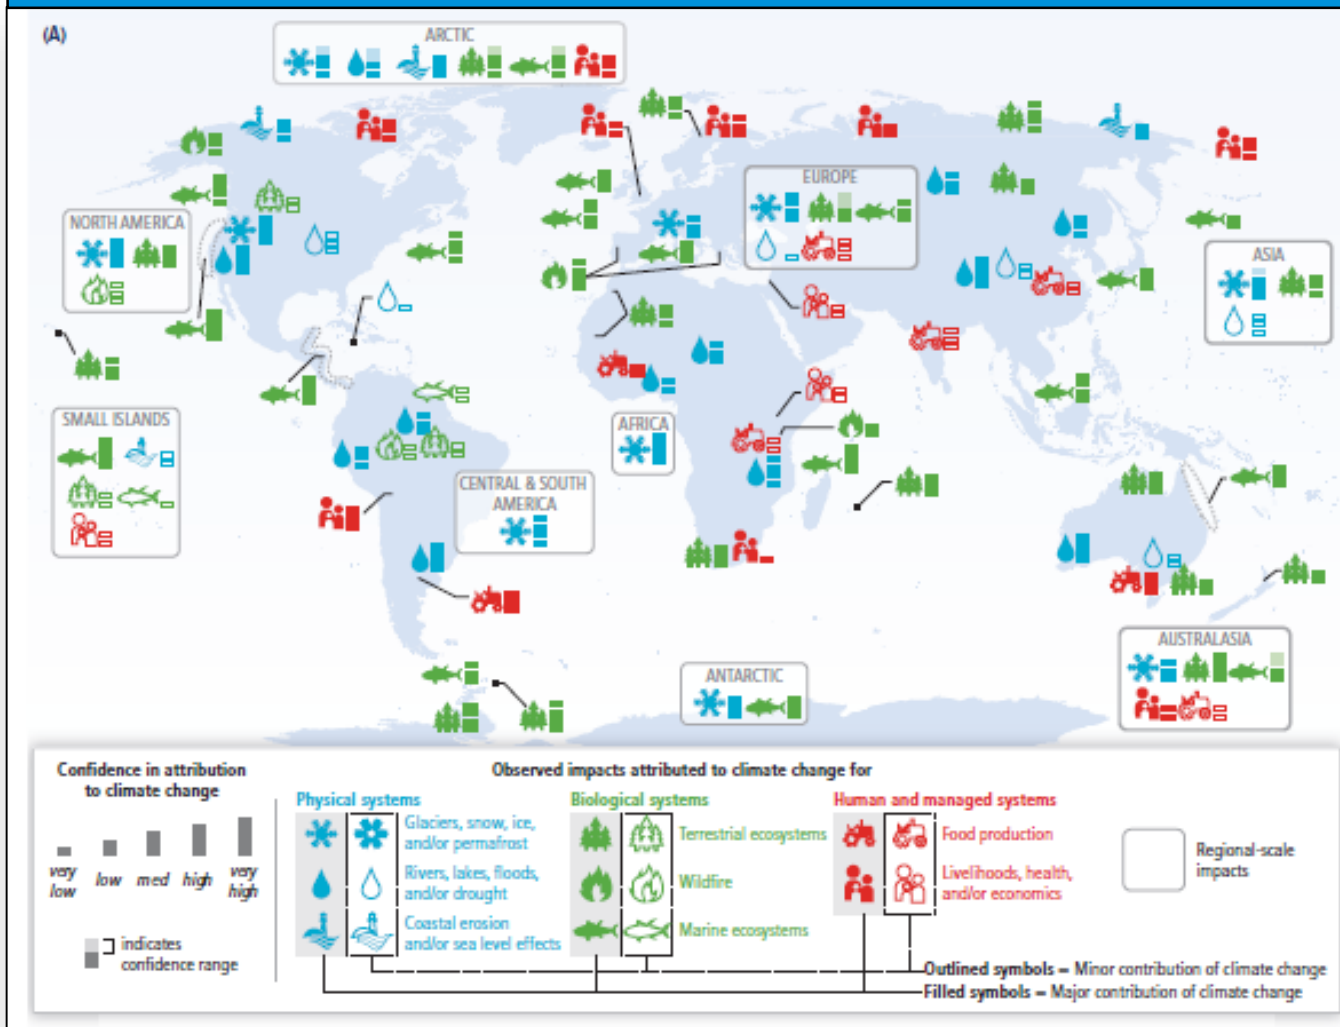 (A)
ARCTIC
EUROPE
NORTH AMERICA
ASIA
SMALL ISLANDS
AFRICA
CENTRAL & SOUTH
AMERICA
AUSTRALASIA
ANTARCTIC
Confidence in attribution
to climate change
very
low
low
med
high
very
high
indicates
confidence range
Observed impacts attributed to climate change for
Physical systems
Glaciers, snow, ice,
and/or permafrost
Rivers, lakes, floods,
and/or drought
Coastal erosion
and/or sea level effects
Biological systems
Terrestrial ecosystems
Wildfire
Marine ecosystems
Human and managed systems
Food production
Livelihoods, health,
and/or economics
Regional-scale
impacts
Outlined symbols = Minor contribution of climate change
Filled symbols = Major contribution of climate change